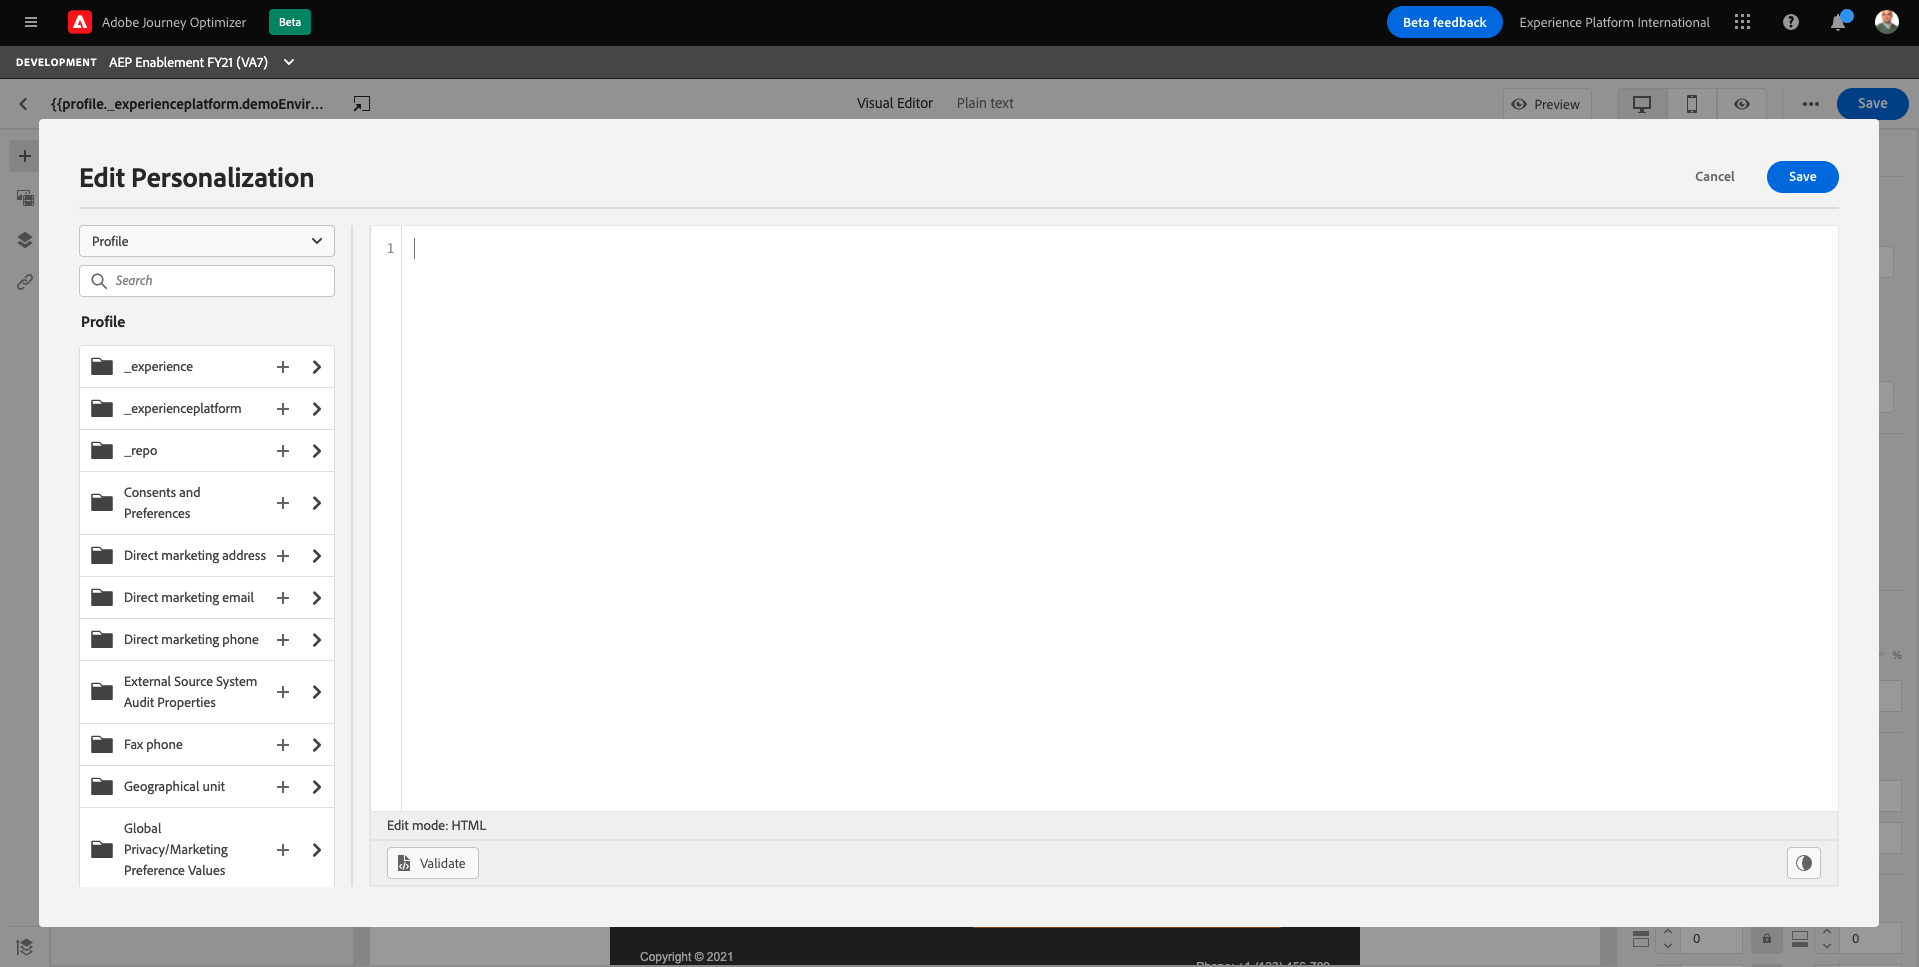 Adobe Journey Optimizer
Beta
Beta feedback
Experience Platform International
DEVELOPMENT
AEP Enablement FY21 (VA7)
{{profile._experienceplatform.demoEnvir...
Visual Editor
Plain text
Preview
Save
Edit Personalization
Cancel
Save
Profile
Search
Profile
_experience
_experienceplatform
_repo
Consents and
Preferences
Direct marketing address
Direct marketing email
Direct marketing phone
External Source System
Audit Properties
Fax phone
Geographical unit
Global
Privacy/Marketing
Preference Values
1
%
Edit mode: HTML
Validate
Copyright © 2021
0
0